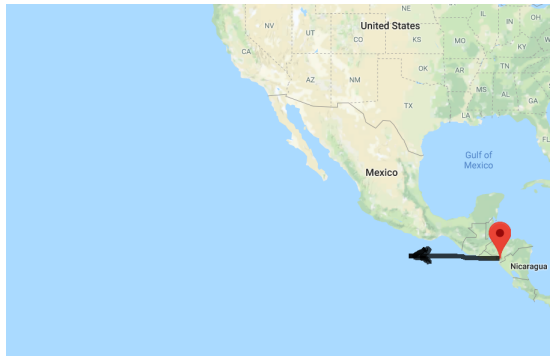 NE
IL
IN
OH
NV
UT
United States
CO
KS
MO
KY
CA
AZ
NM
OK
AR
TN
MS
AL
TX
GA
LA
FL
Gulf of
Mexico
Mexico
Nicaragua